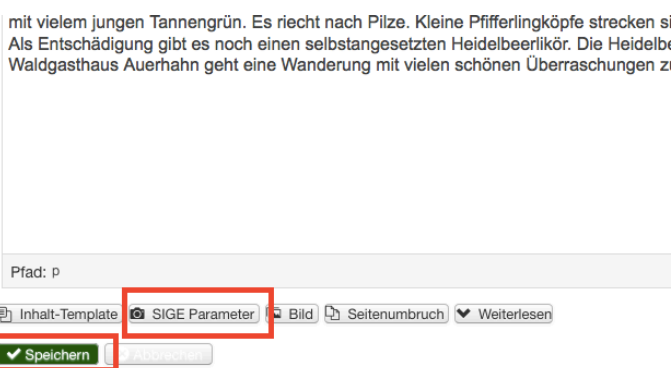 mit vielem jungen Tannengrün. Es riecht nach Pilze. Kleine Pfifferlingköpfe strecken
Als Entschädigung gibt es noch einen selbstangesetzten Heidelbeerlikör. Die
Waldgasthaus Auerhahn geht eine Wanderung mit vielen schönen Überraschungen
Pfad: p
Inhalt-Template SIGE Parameter Bild Seitenumbruch Weiterlesen
Speichern Abbrechen